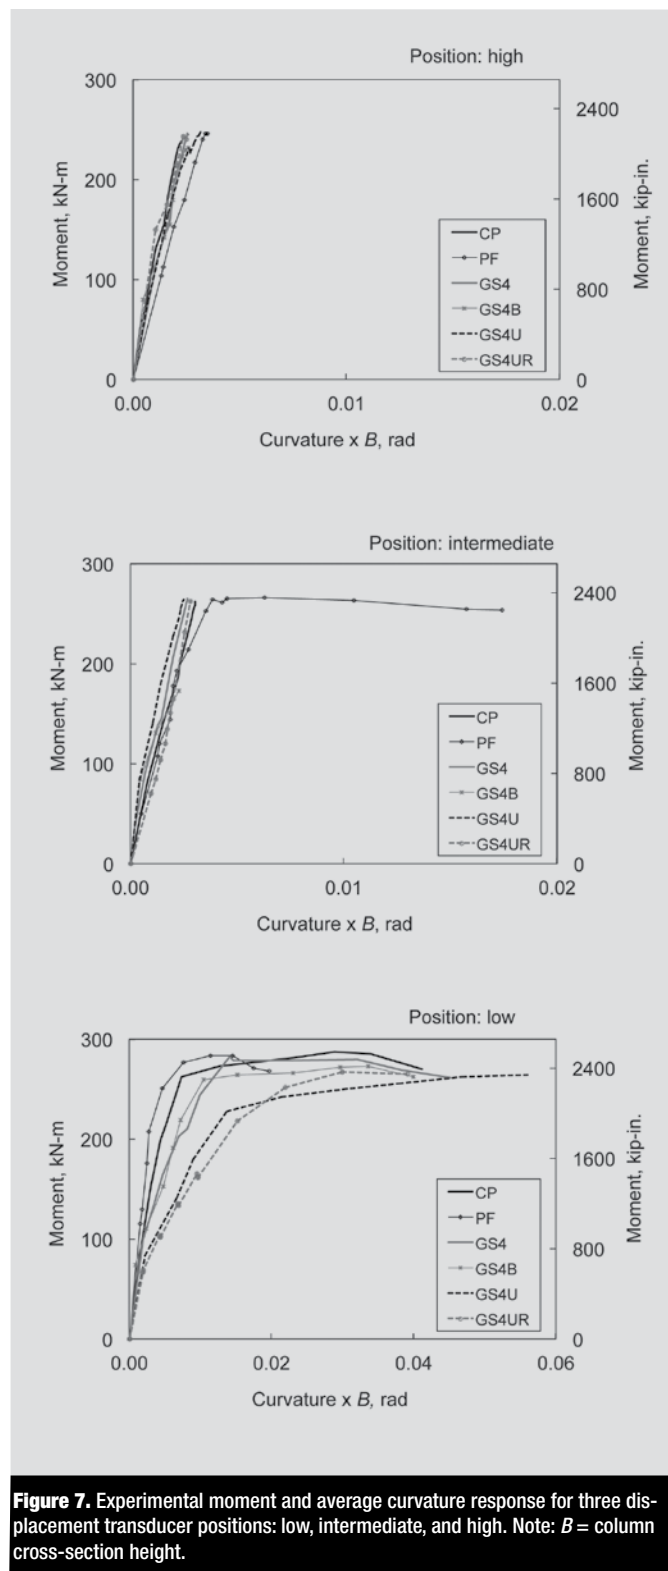 Position: high
300
200
100
0
Moment, kN-m
2400
1600
800
0
Moment, kip-in.
CP
PF
GS4
GS4B
GS4U
GS4UR
0.00
0.01
0.02
Curvature x B, rad
Position: intermediate
300
200
100
0
Moment, kN-m
2400
1600
800
0
Moment, kip-in.
CP
PF
GS4
GS4B
GS4U
GS4UR
0.00
0.01
0.02
Curvature x B, rad
Position: low
300
200
100
0
Moment, kN-m
2400
1600
800
0
Moment, kip-in.
CP
PF
GS4
GS4B
GS4U
GS4UR
0.00
0.02
0.04
0.06
Curvature x B, rad
Figure 7. Experimental moment and average curvature response for three dis-
placement transducer positions: low, intermediate, and high. Note: B = column
cross-section height.